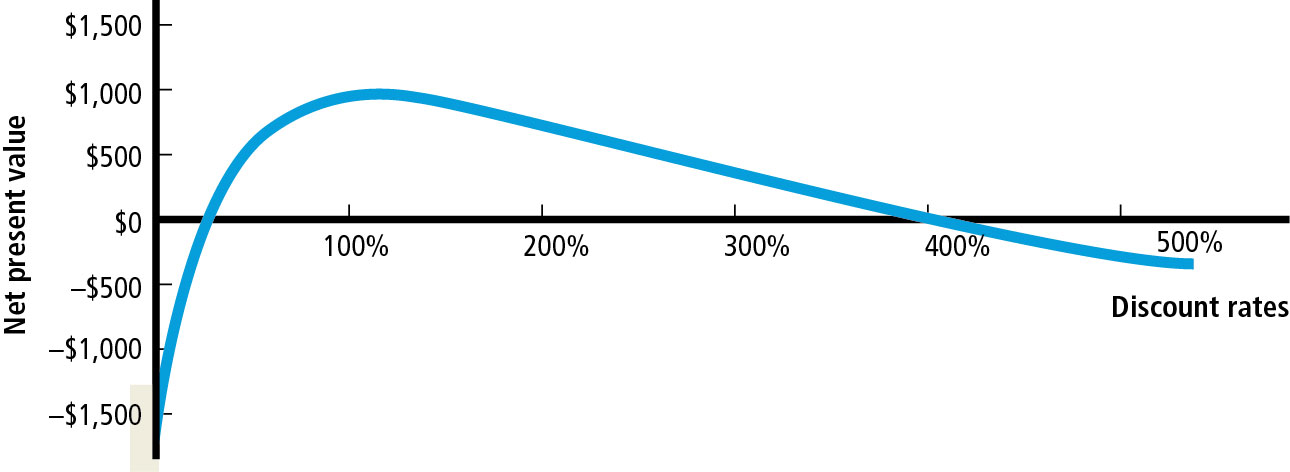 Net present value
$1,500
$1,000
$500
$0
–$500
–$1,000
–$1,500
100% 200% 300% 400% 500%
Discount rates